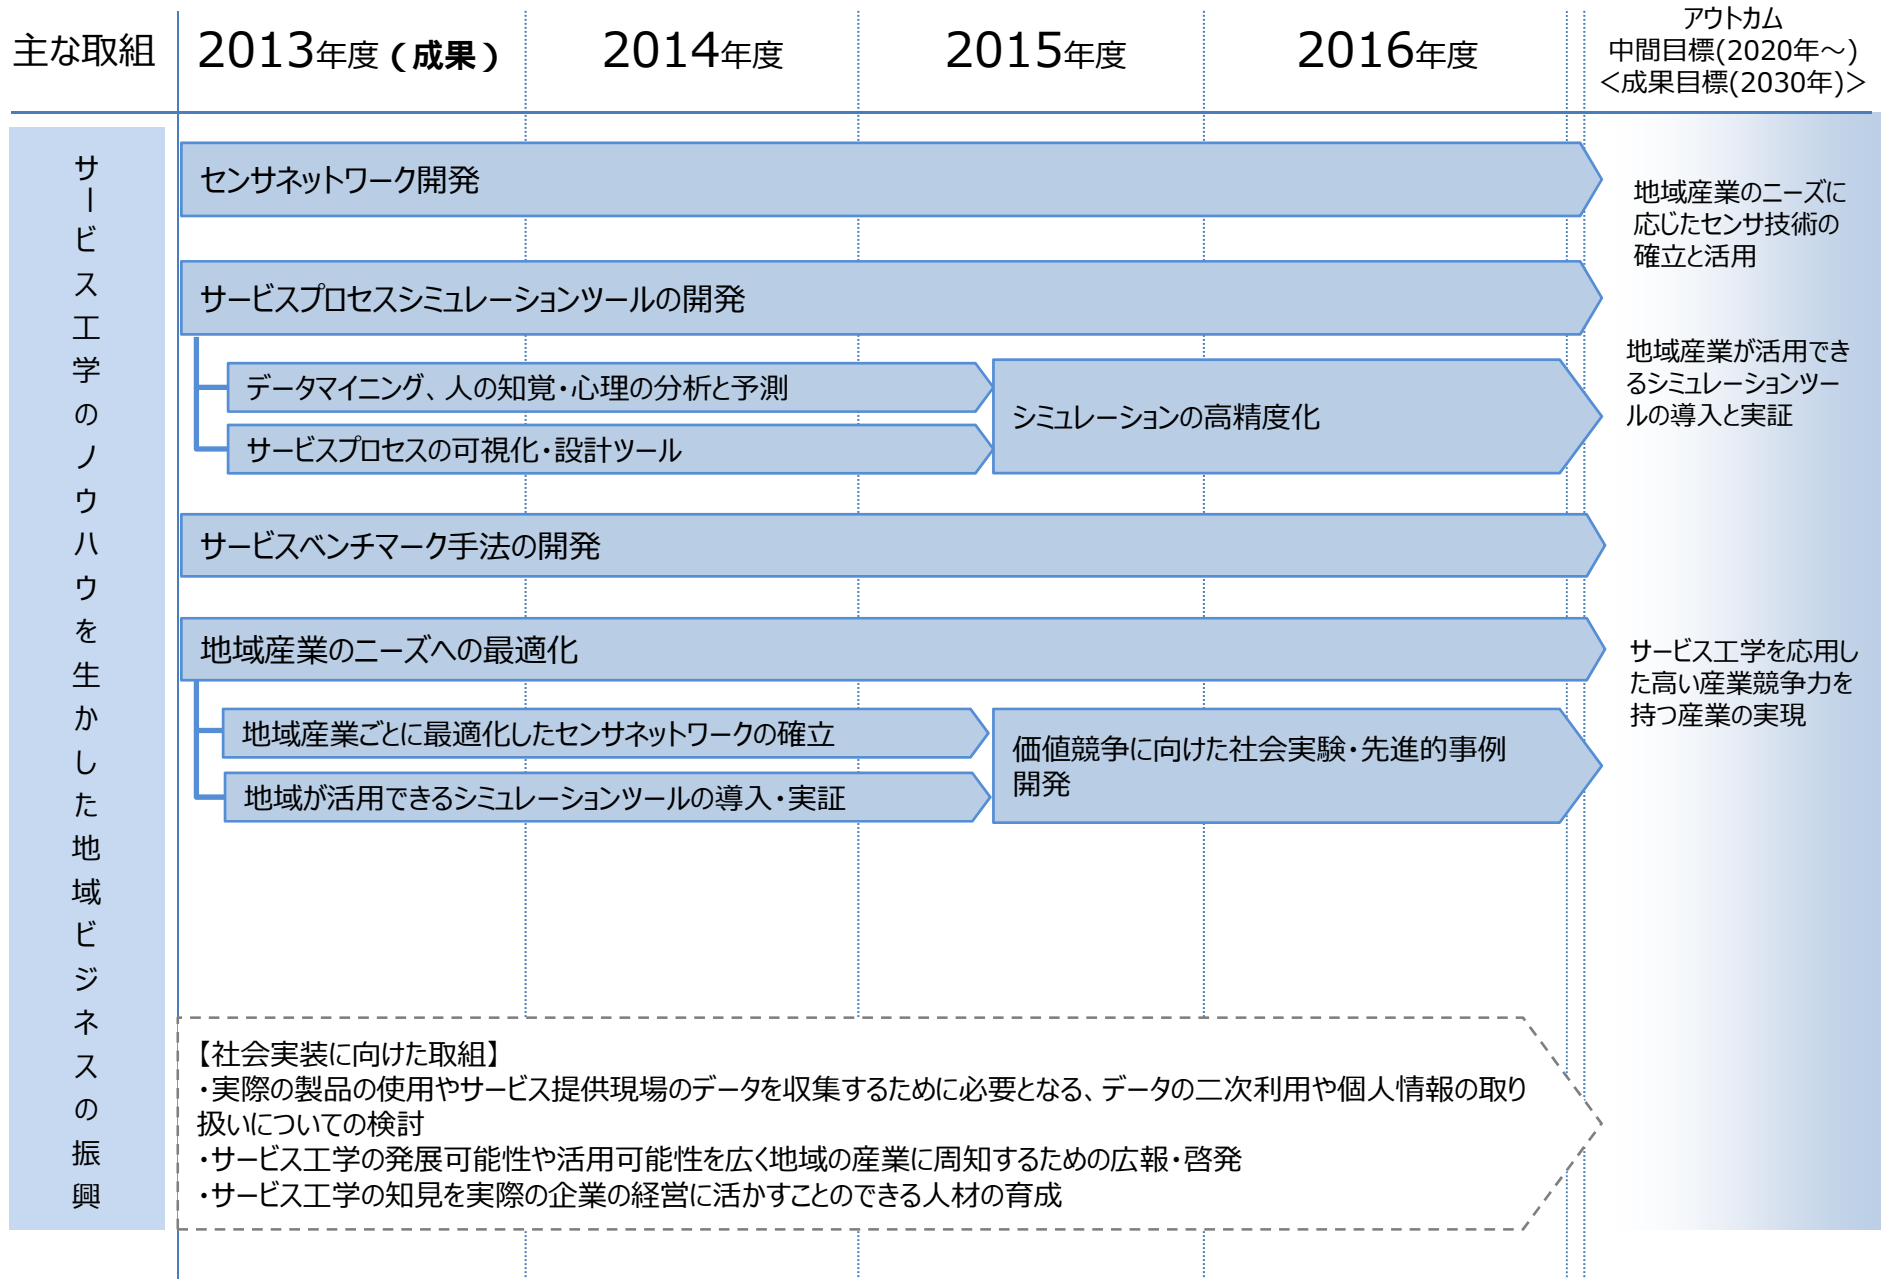 主な取組
2013年度(成果)
2014年度
2015年度
2016年度
アウトカム
中間目標(2020年～)
＜成果目標(2030年)＞
サービス工学のノウハウを生かした地域ビジネスの振興
センサネットワーク開発
サービスプロセスシミュレーションツールの開発
データマイニング、人の知覚・心理の分析と予測
サービスプロセスの可視化・設計ツール
シミュレーションの高精度化
サービスベンチマーク手法の開発
地域産業のニーズへの最適化
地域産業ごとに最適化したセンサネットワークの確立
地域が活用できるシミュレーションツールの導入・実証
価値競争に向けた社会実験・先進的事例
開発
地域産業のニーズに
応じたセンサ技術の
確立と活用
地域産業が活用でき
るシミュレーションツー
ルの導入と実証
サービス工学を応用し
た高い産業競争力を
持つ産業の実現
【社会実装に向けた取組】
・実際の製品の使用やサービス提供現場のデータを収集するために必要となる、データの二次利用や個人情報の取り
扱いについての検討
・サービス工学の発展可能性や活用可能性を広く地域の産業に周知するための広報・啓発
・サービス工学の知見を実際の企業の経営に活かすことのできる人材の育成